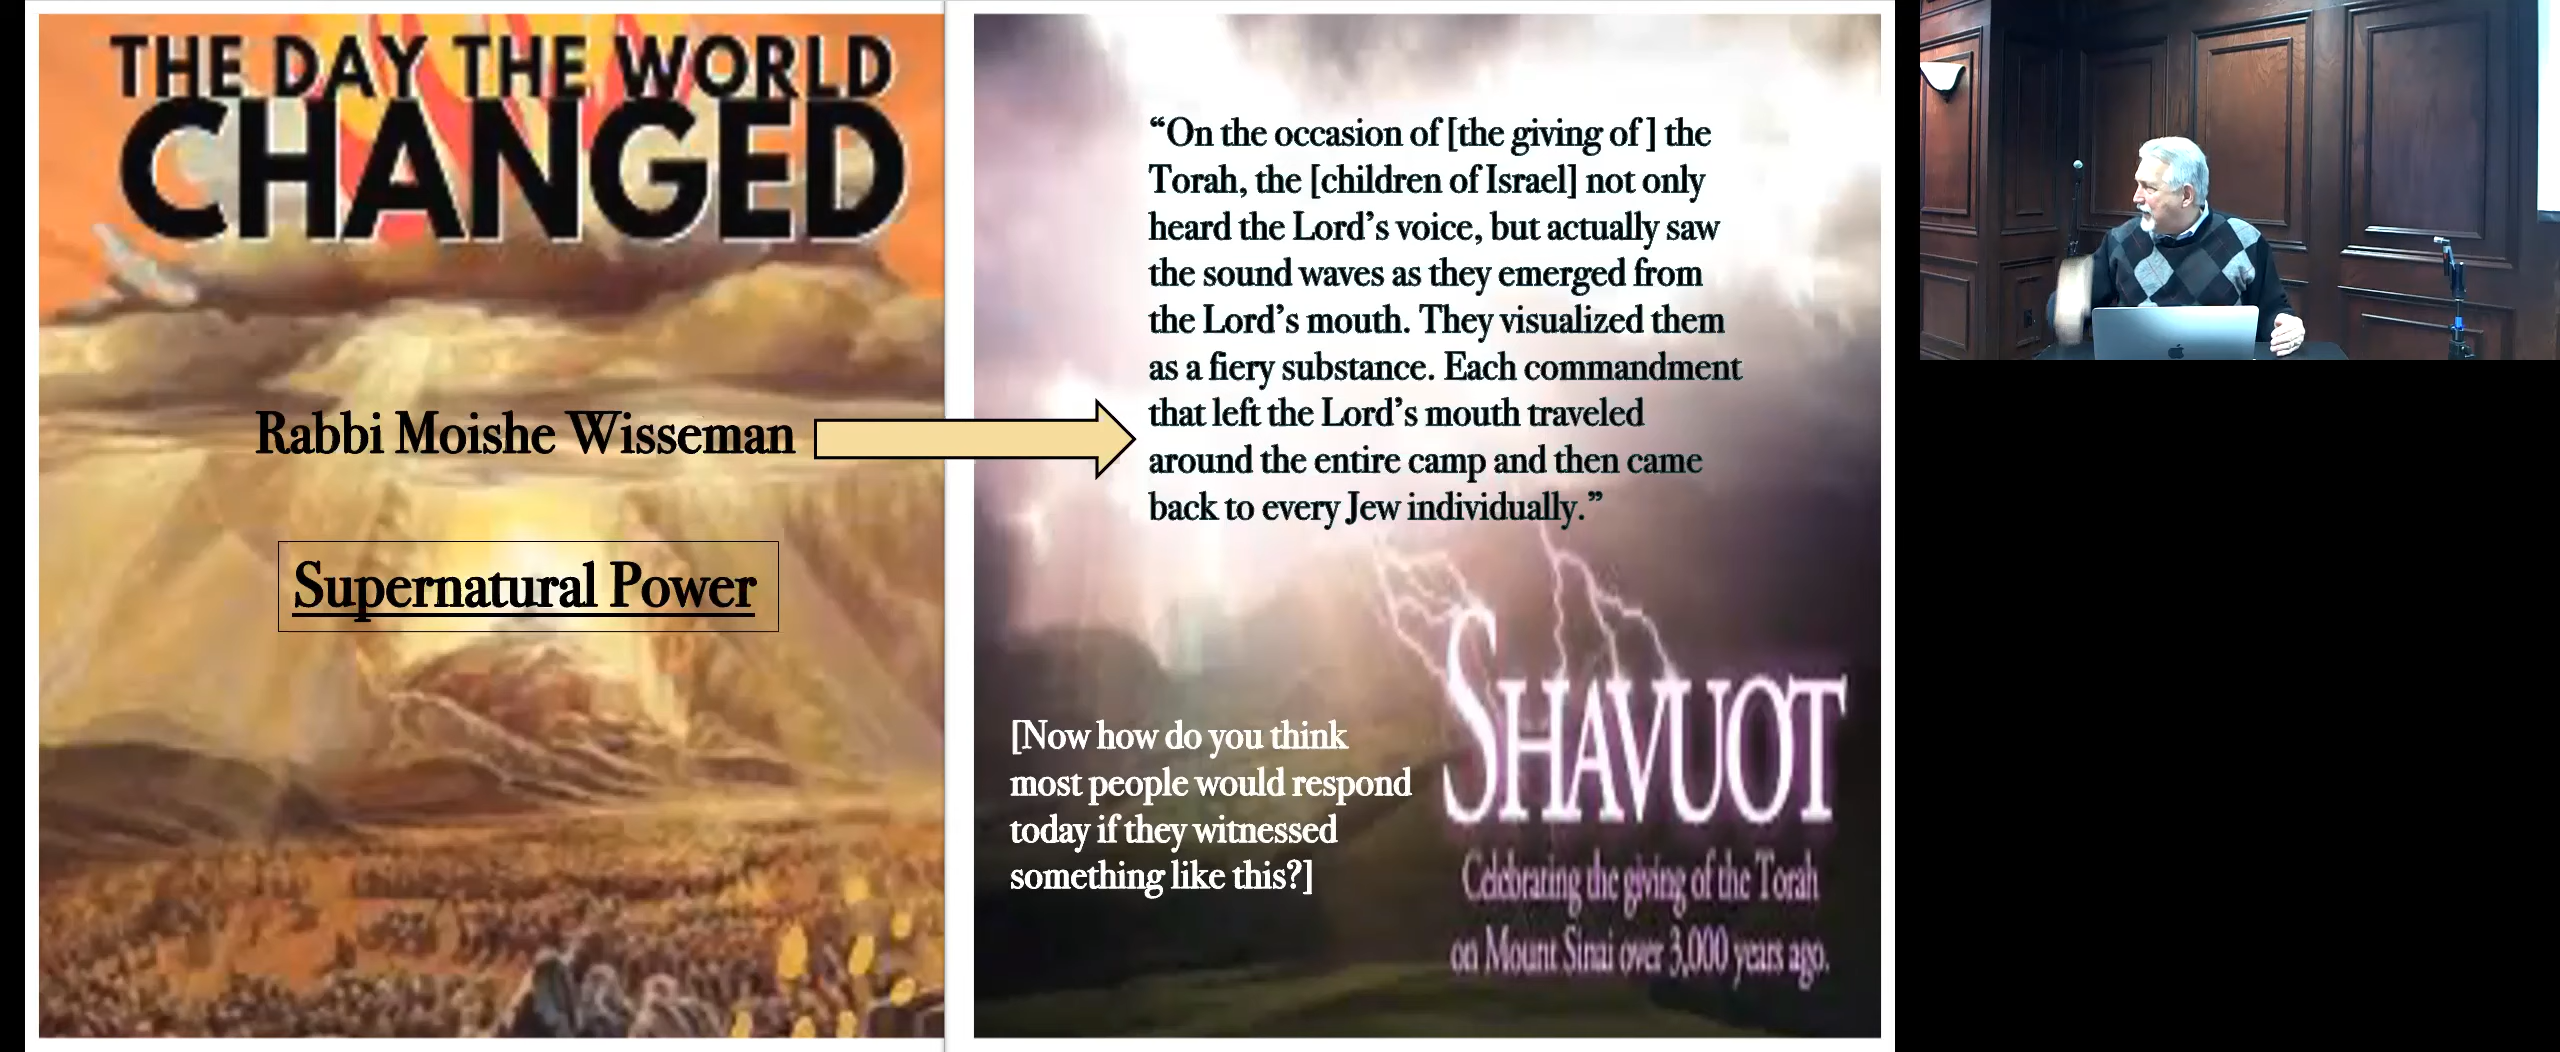 THE DAY THE WORLD
CHANGED
Rabbi Moishe Wisseman
Supernatural Power
“On the occasion of [the giving of ] the
Torah, the [children of Israel] not only
heard the Lord’s voice, but actually saw
the sound waves as they emerged from
the Lord’s mouth. They visualized them
as a fiery substance. Each commandment
that left the Lord’s mouth traveled
around the entire camp and then came
back to every Jew individually.”
[Now how do you think
most people would respond
today if they witnessed
something like this?]
SHAVUOT
Celebrating the giving of the Torah
on Mount Sinai over 3,000 years ago.